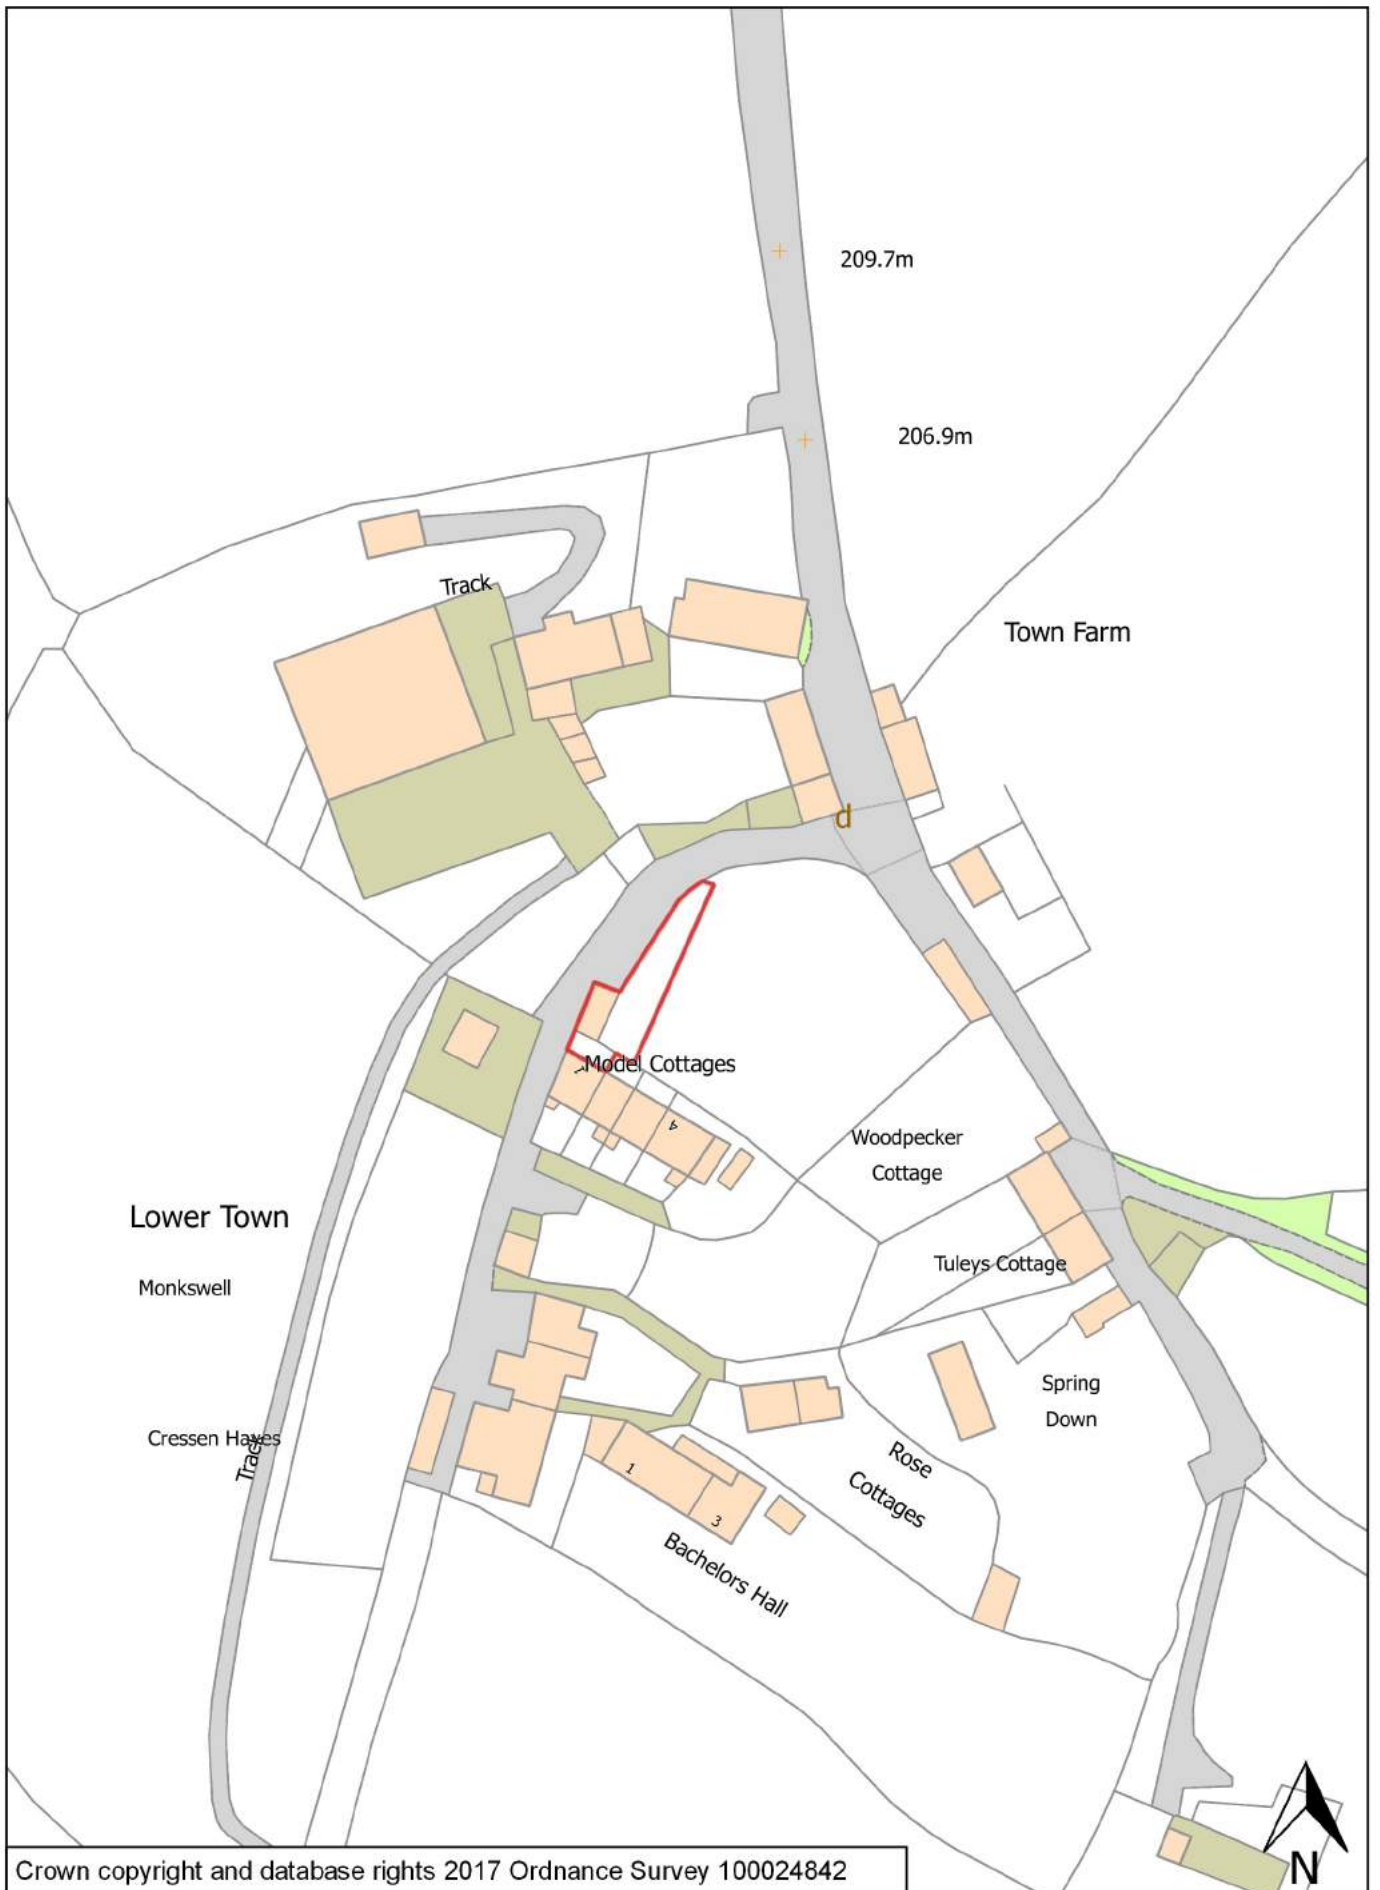 209.7m
206.9m
Track
Town Farm
d
Model Cottages
1
4
Woodpecker
Cottage
Lower Town
Tuleys Cottage
Monkswell
Spring
Down
Cressen Hayes
Track
Rose
Cottages
1
3
Bachelors Hall
N
Crown copyright and database rights 2017 Ordnance Survey 100024842